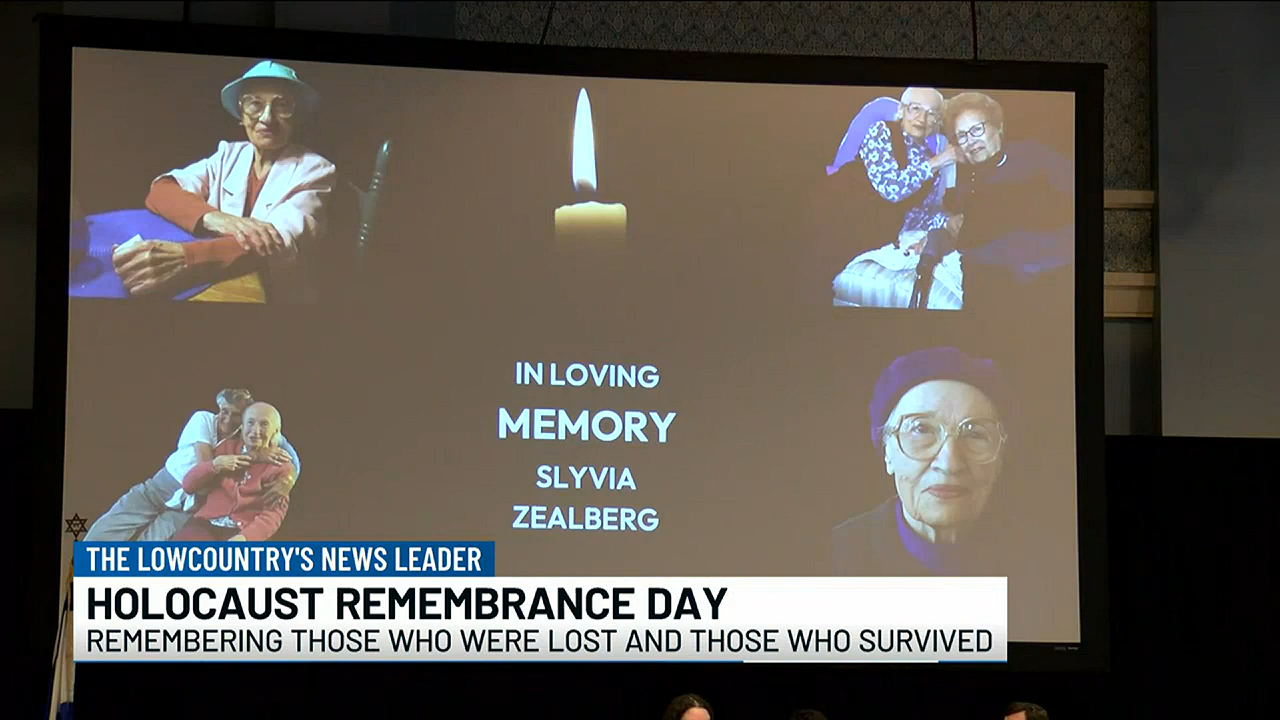 IN LOVING
MEMORY
SLYVIA
ZEALBERG
THE LOWCOUNTRY'S NEWS LEADER
HOLOCAUST REMEMBRANCE DAY
REMEMBERING THOSE WHO WERE LOST AND THOSE WHO SURVIVED